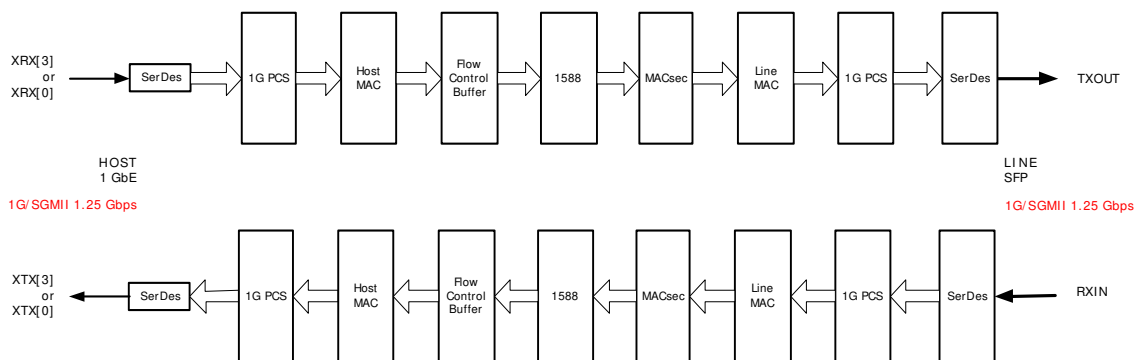 XRX[3]
or
XRX[0]
SerDes
1G PCS
Host
MAC
Flow
Control
Buffer
1588
MACsec
Line
MAC
1G PCS
SerDes
TXOUT
HOST
1 GbE
1G/SGMII 1.25 Gbps
LINE
SFP
1G/SGMII 1.25 Gbps
XTX[3]
or
XTX[0]
SerDes
1G PCS
Host
MAC
Flow
Control
Buffer
1588
MACsec
Line
MAC
1G PCS
SerDes
RXIN